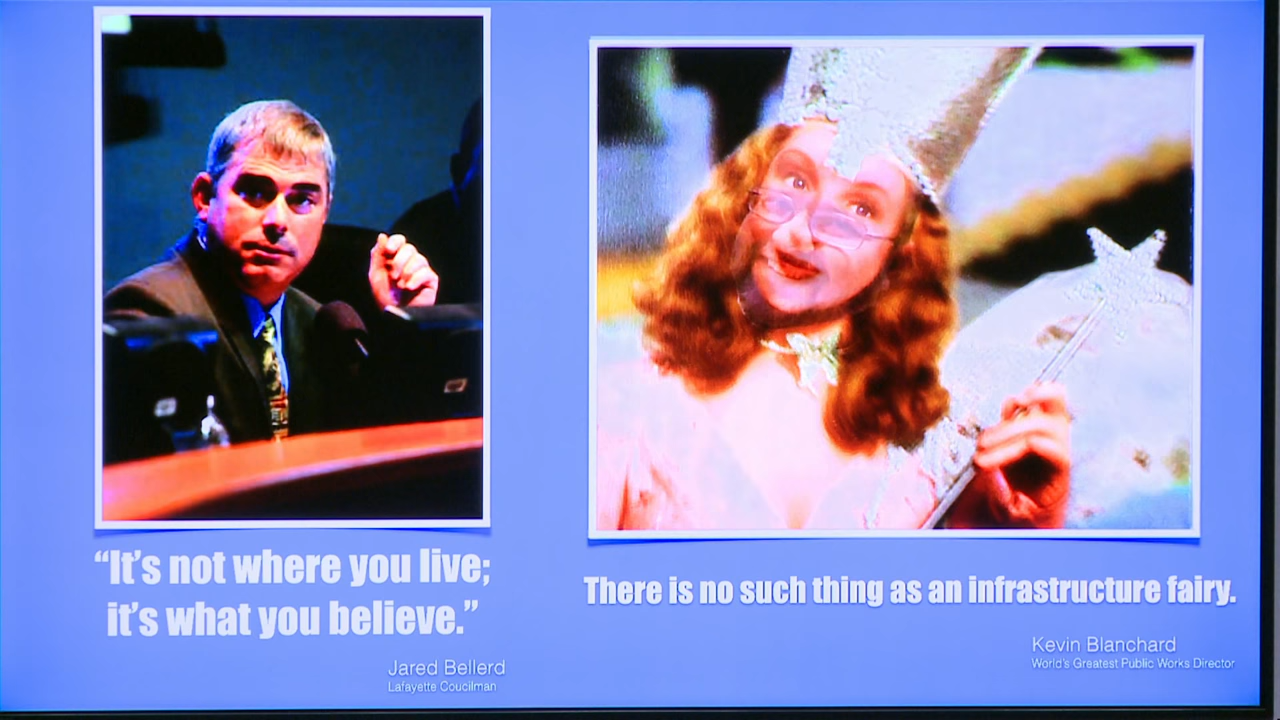 “It’s not where you live;
it’s what you believe.”
Jared Bellerd
Lafayette Coucilman
There is no such thing as an infrastructure fairy.
Kevin Blanchard
World’s Greatest Public Works Director